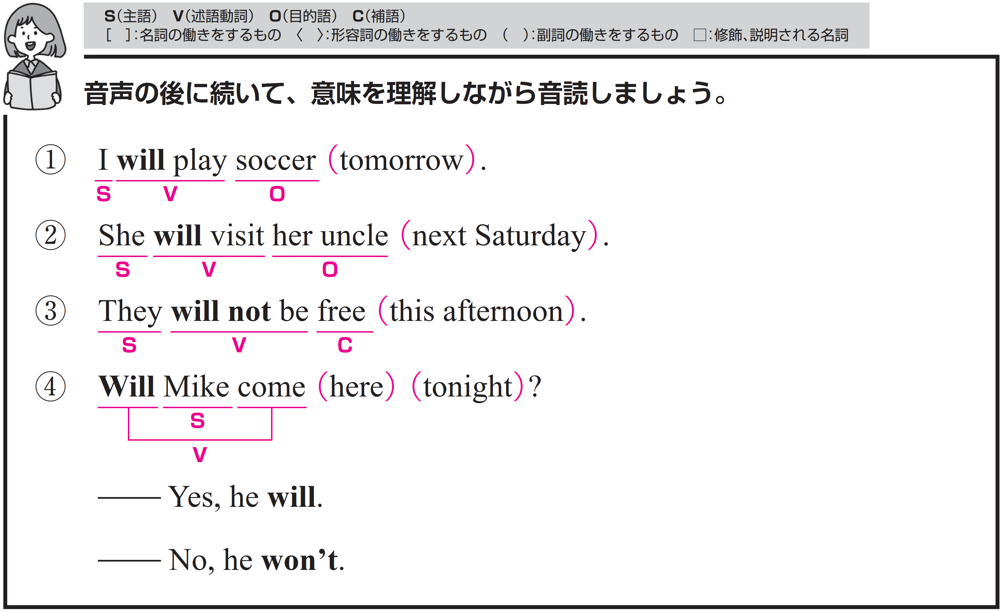 S（主語）　V（述語動詞）　O（目的語）　C（補語）
［　］：名詞の働きをするもの　〈　〉：形容詞の働きをするもの　（　）：副詞の働きをするもの　□：修飾、説明される名詞
音声の後に続いて、意味を理解しながら音読しましょう。
① I will play soccer （tomorrow）.
S V O
② She will visit her uncle （next Saturday）.
S V O
③ They will not be free （this afternoon）.
S V C
④ Will Mike come （here） （tonight）?
S
V
—— Yes, he will.
—— No, he won’t.